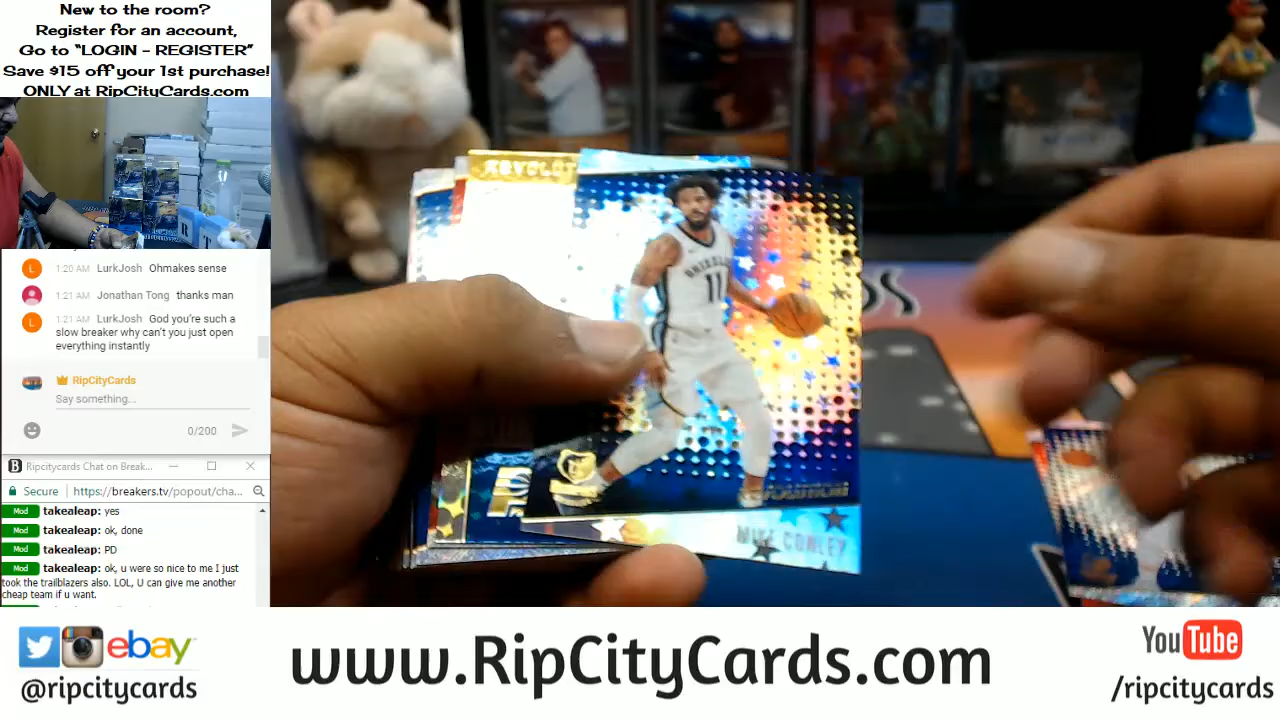 New to the room?
Register for an account,
Go to “LOGIN - REGISTER”
Save $15 off your 1st purchase!
ONLY at RipCityCards.com
L 1:20 AM LurkJosh Ohmakes sense
1:21 AM Jonathan Tong thanks man
L 1:21 AM LurkJosh God you're such a
slow breaker why can't you just open
everything instantly
RipCityCards
Say something...
0/200
B Ripcitycards Chat on Break...
Secure https://breakers.tv/popout/cha...
Mod takealeap: yes
Mod takealeap: ok, done
Mod takealeap: PD
Mod takealeap: ok, u were so nice to me I just
took the trailblazers also. LOL, U can give me another
cheap team if u want.
REVOLUT
GRIZZLIES
11
MIKE CONLEY
R T
ebay
@ripcitycards
www.RipCityCards.com
YouTube
/ripcitycards